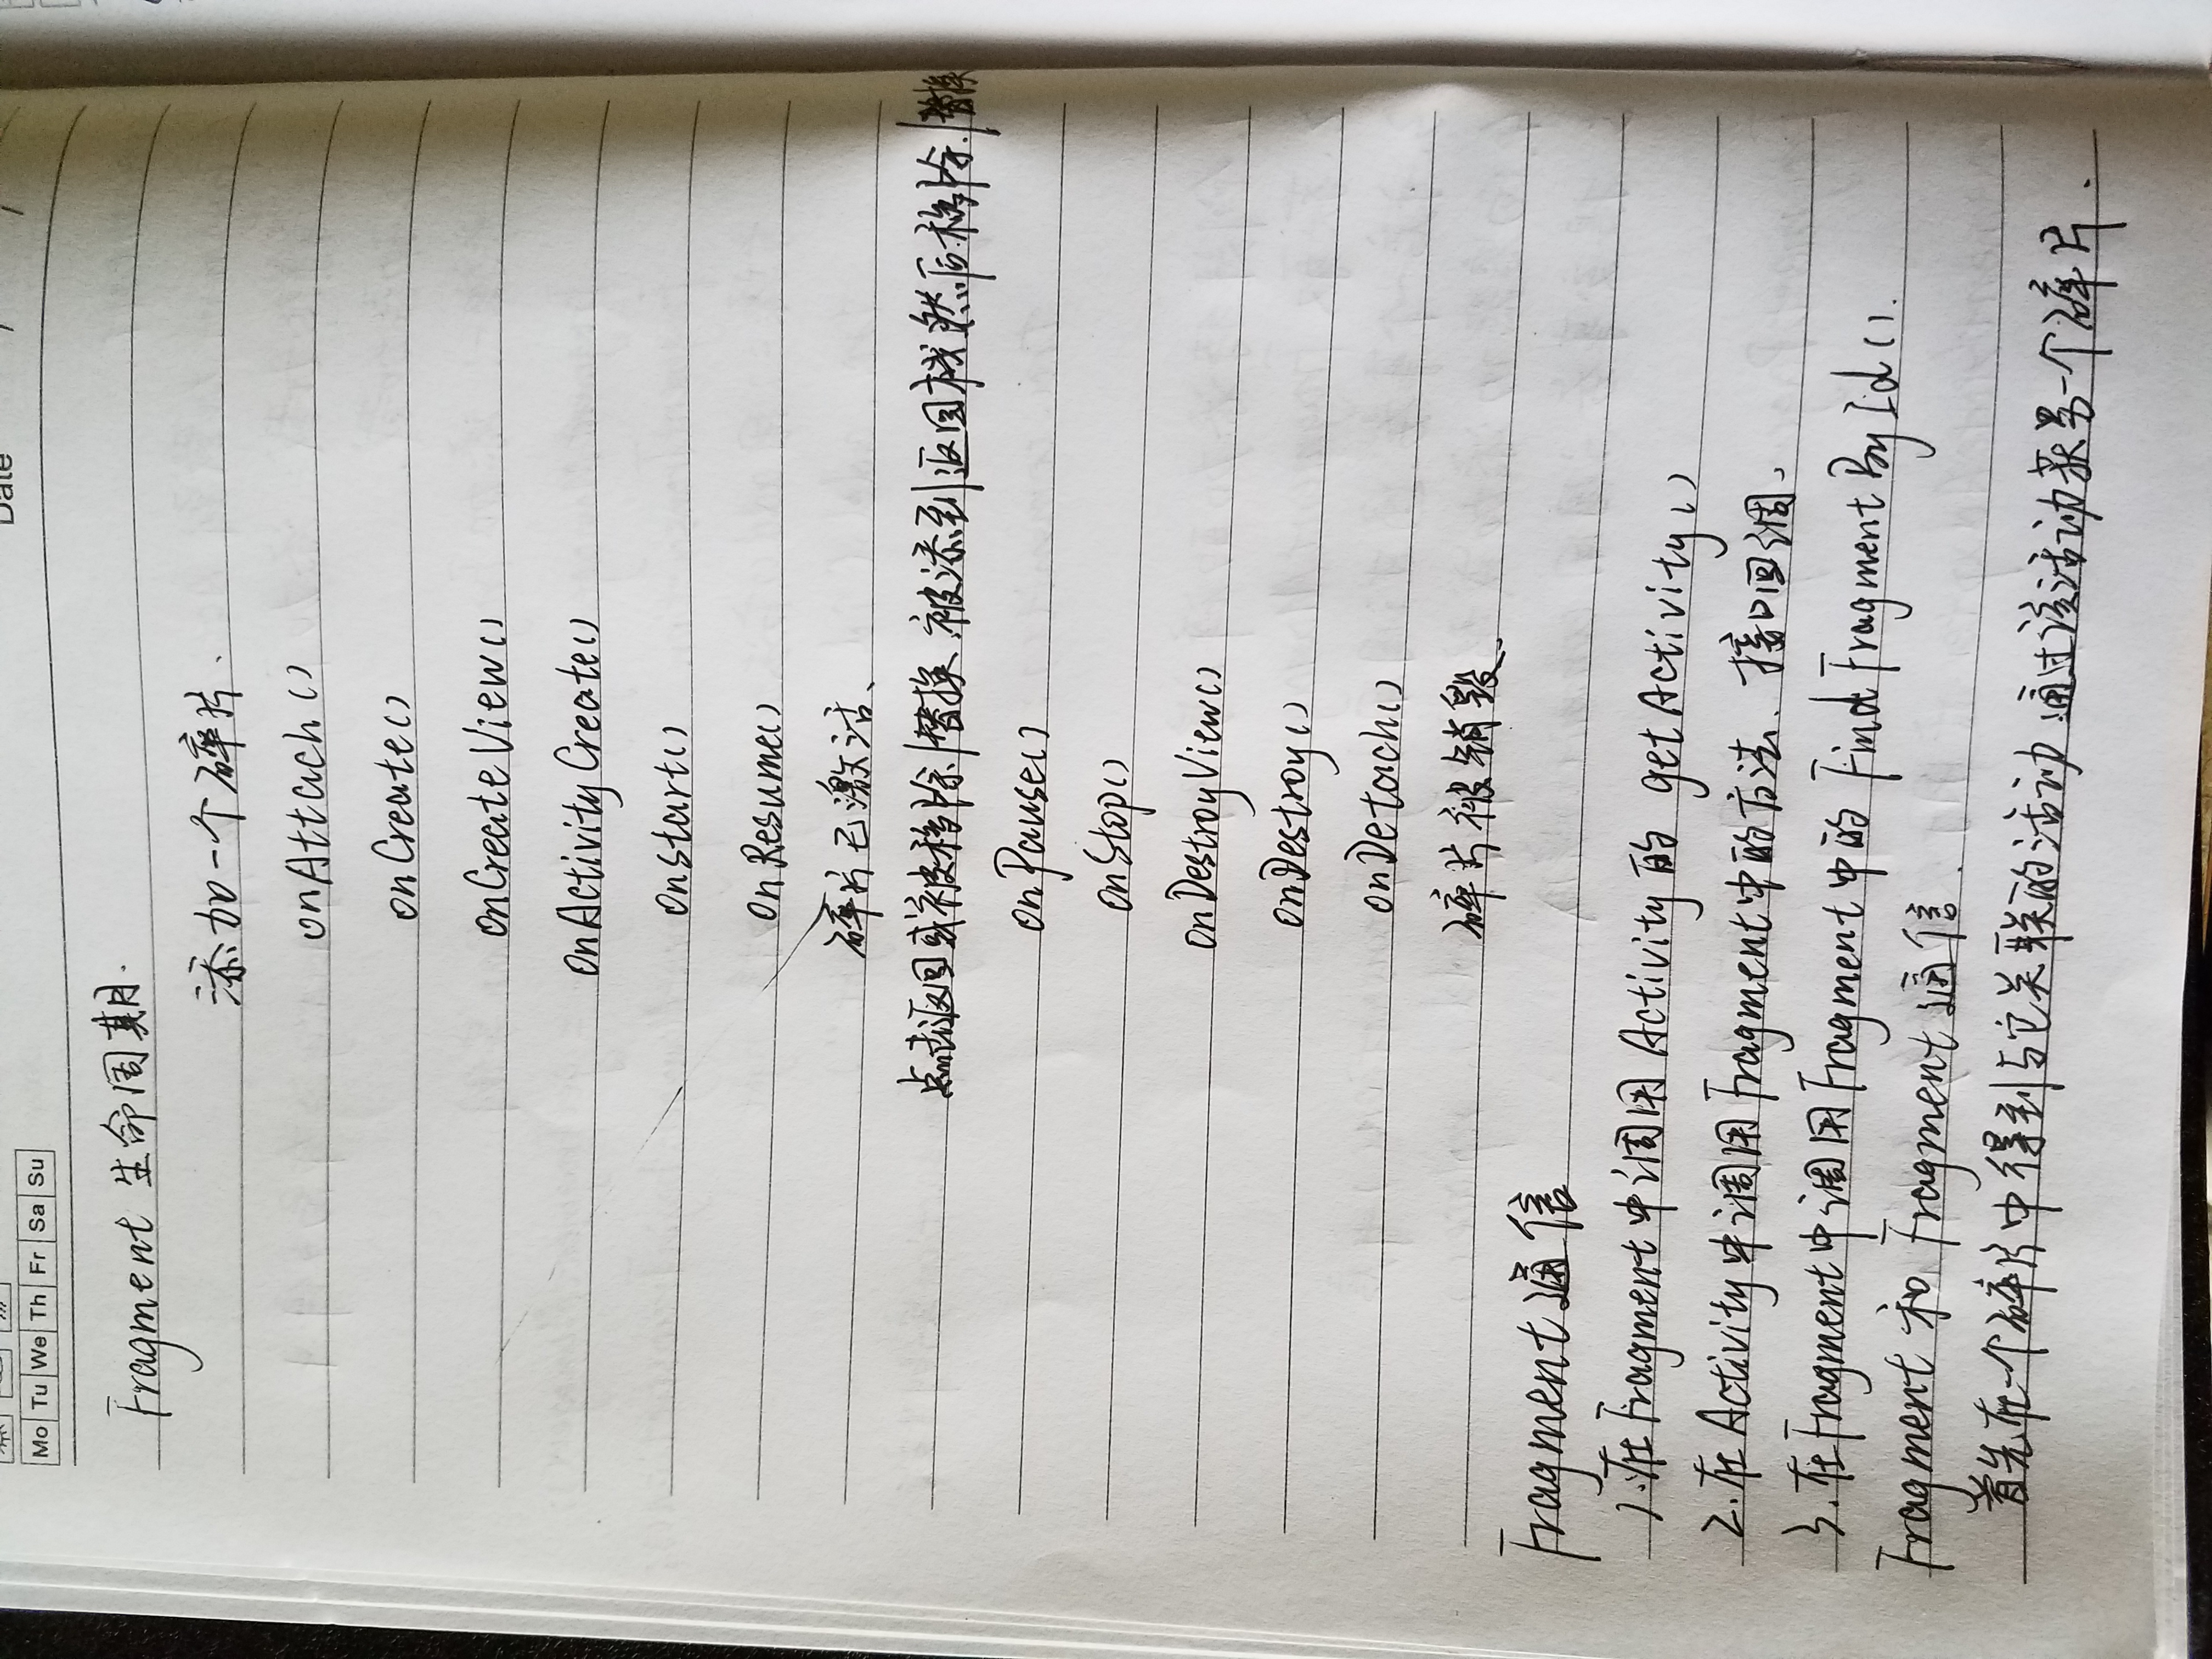 Date / /
Mo Tu We Th Fr Sa Su
Fragment 生命周期.
添加一个碎片.
onAttach()
onCreate()
onCreateView()
onActivityCreate()
onstart()
onResume()
碎片已激活、
点击返回或被移除/替换 被添到返回栈然后移除/替换
onPause()
onStop()
onDestroyView()
onDestroy()
onDetach()
碎片被销毁、
Fragment通信
1.在Fragment中调用Activity的 getActivity()
2.在Activity中调用Fragment中的方法、接口回调、
3.在Fragment中调用Fragment中的 FindFragmentById().
Fragment 和 Fragment 通信.
首先在一个碎片中得到与它关联的活动 通过该活动获另一个碎片.